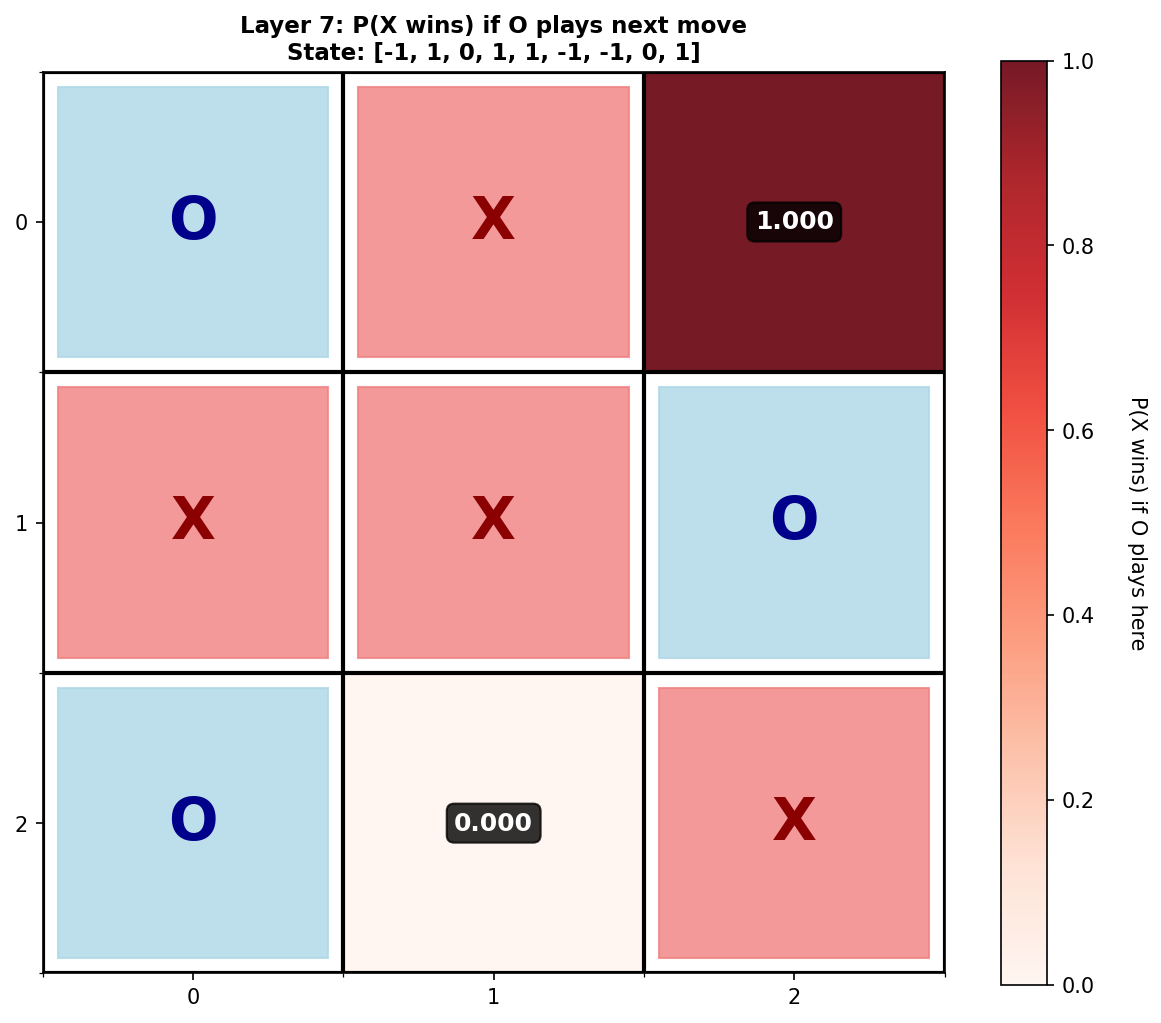 Layer 7: P(X wins) if O plays next move
State: [-1, 1, 0, 1, 1, -1, -1, 0, 1]
0
O
X
1.000
1
X
X
O
2
O
0.000
X
0
1
2
1.0
0.8
0.6
0.4
0.2
0.0
P(X wins) if O plays here